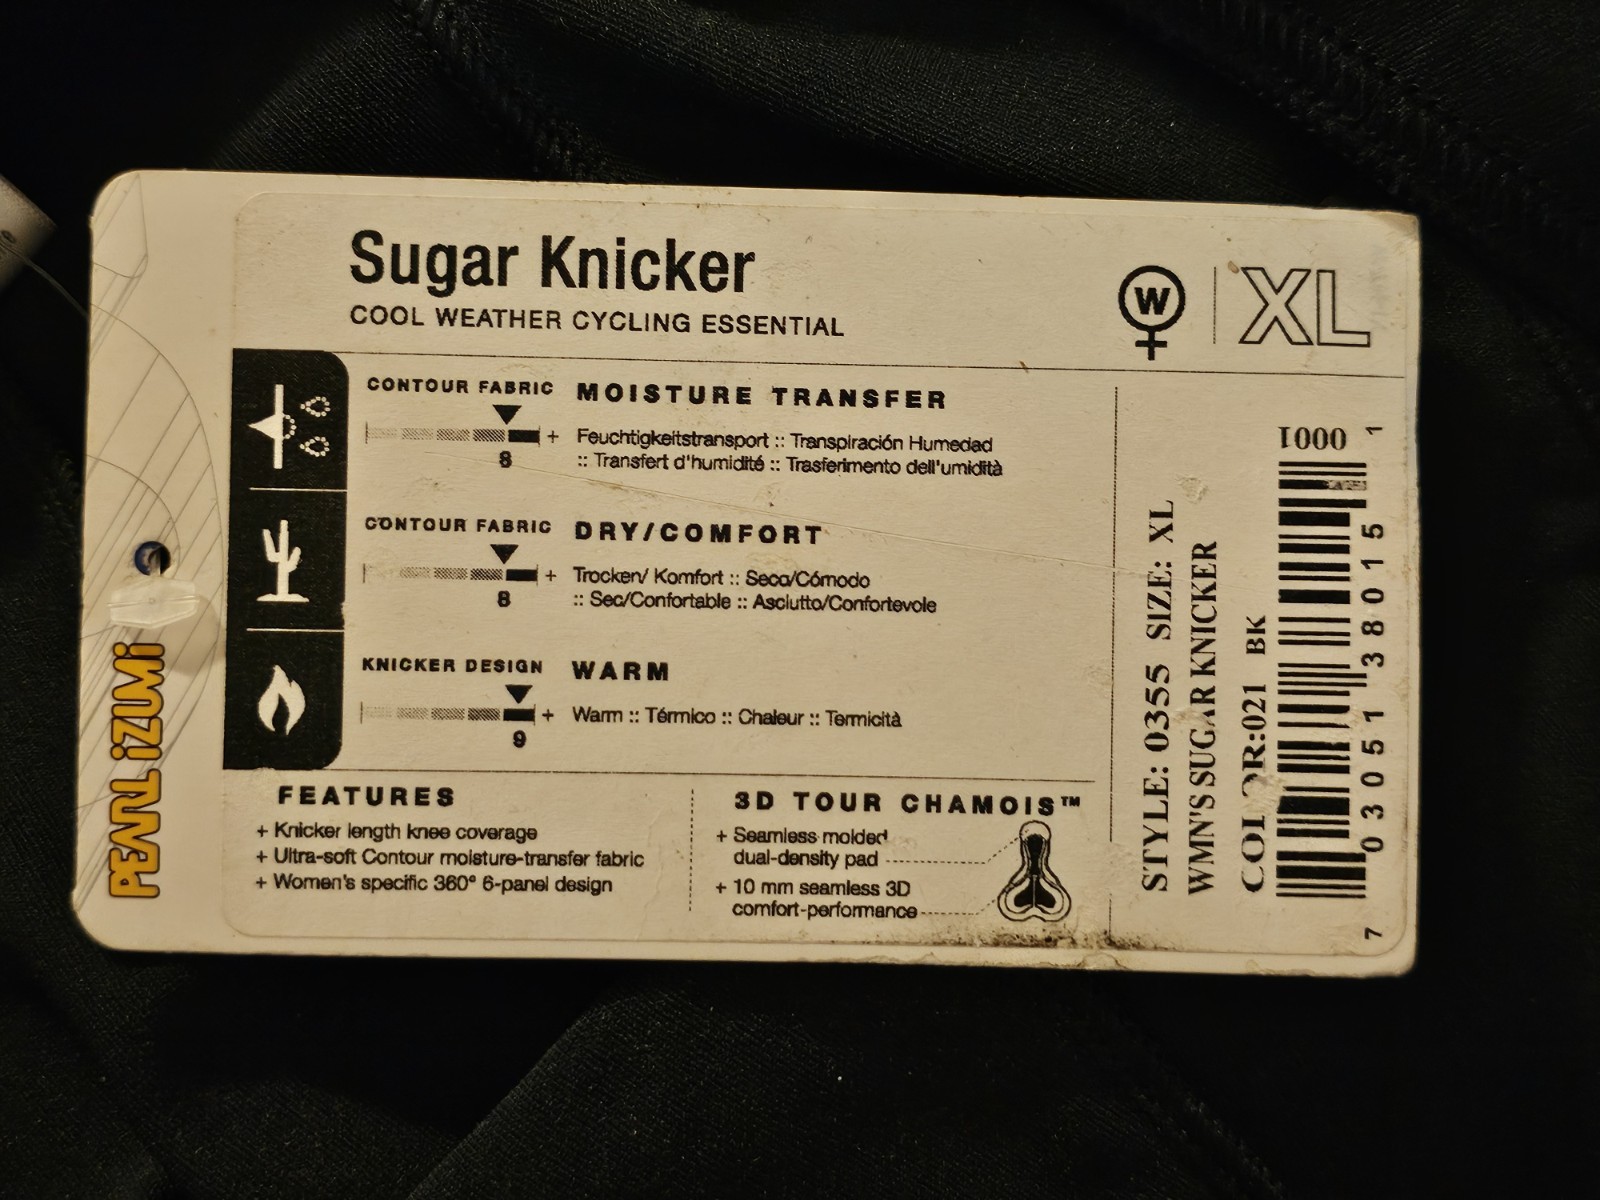 Sugar Knicker
COOL WEATHER CYCLING ESSENTIAL
W
XL
CONTOUR FABRIC
MOISTURE TRANSFER
+
8
Feuchtigkeitstransport :: Transpiración Humedad
:: Transfert d'humidité :: Trasferimento dell'umidità
CONTOUR FABRIC
DRY/COMFORT
+
8
Trocken/ Komfort :: Seco/Cómodo
:: Sec/Confortable :: Asciutto/Confortevole
KNICKER DESIGN
WARM
+
9
Warm :: Térmico :: Chaleur :: Termicità
FEATURES
+ Knicker length knee coverage
+ Ultra-soft Contour moisture-transfer fabric
+ Women's specific 360° 6-panel design
3D TOUR CHAMOIS™
+ Seamless molded
dual-density pad
+ 10 mm seamless 3D
comfort-performance
PEARL iZUMi
STYLE: 0355 SIZE: XL
WMN'S SUGAR KNICKER
COLOR:021 BK
0001
7 03051 38015 1